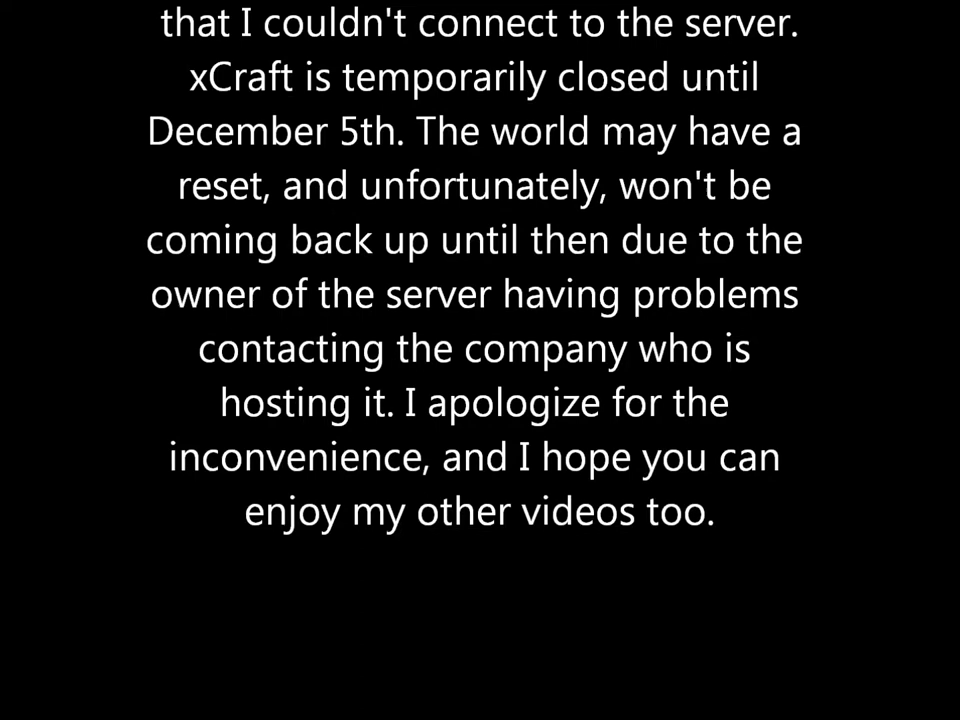 that I couldn't connect to the server.
xCraft is temporarily closed until
December 5th. The world may have a
reset, and unfortunately, won't be
coming back up until then due to the
owner of the server having problems
contacting the company who is
hosting it. I apologize for the
inconvenience, and I hope you can
enjoy my other videos too.